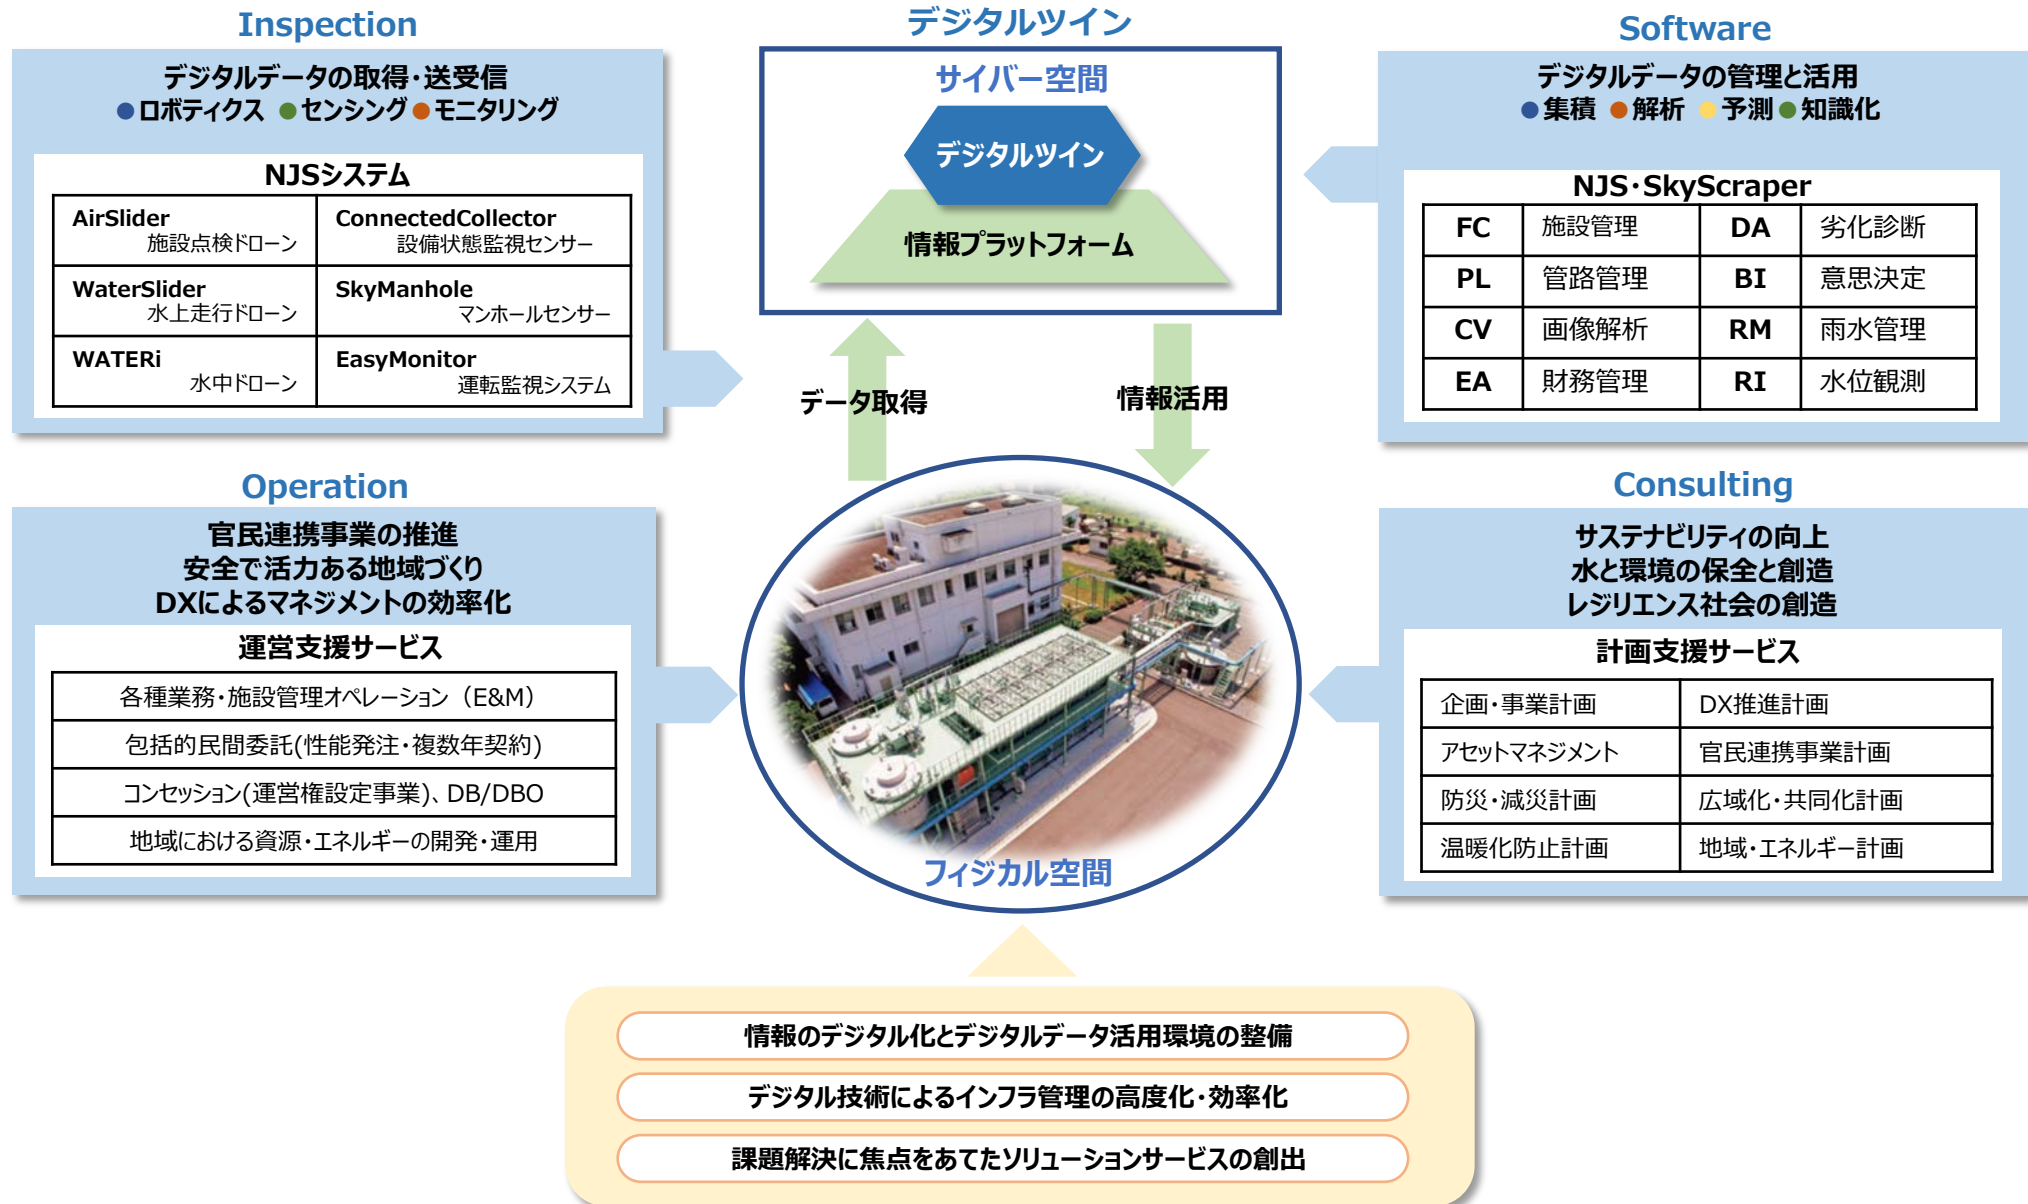 Inspection
デジタルデータの取得・送受信
●ロボティクス ●センシング ●モニタリング
NJSシステム
AirSlider
施設点検ドローン
ConnectedCollector
設備状態監視センサー
WaterSlider
水上走行ドローン
SkyManhole
マンホールセンサー
WATERi
水中ドローン
EasyMonitor
運転監視システム
デジタルツイン
サイバー空間
デジタルツイン
情報プラットフォーム
データ取得
情報活用
Software
デジタルデータの管理と活用
●集積 ●解析 ●予測 ●知識化
NJS・SkyScraper
FC 施設管理 DA 劣化診断
PL 管路管理 BI 意思決定
CV 画像解析 RM 雨水管理
EA 財務管理 RI 水位観測
Operation
官民連携事業の推進
安全で活力ある地域づくり
DXによるマネジメントの効率化
運営支援サービス
各種業務・施設管理オペレーション（E&M）
包括的民間委託(性能発注・複数年契約)
コンセッション(運営権設定事業)、DB/DBO
地域における資源・エネルギーの開発・運用
フィジカル空間
Consulting
サステナビリティの向上
水と環境の保全と創造
レジリエンス社会の創造
計画支援サービス
企画・事業計画 DX推進計画
アセットマネジメント 官民連携事業計画
防災・減災計画 広域化・共同化計画
温暖化防止計画 地域・エネルギー計画
情報のデジタル化とデジタルデータ活用環境の整備
デジタル技術によるインフラ管理の高度化・効率化
課題解決に焦点をあてたソリューションサービスの創出